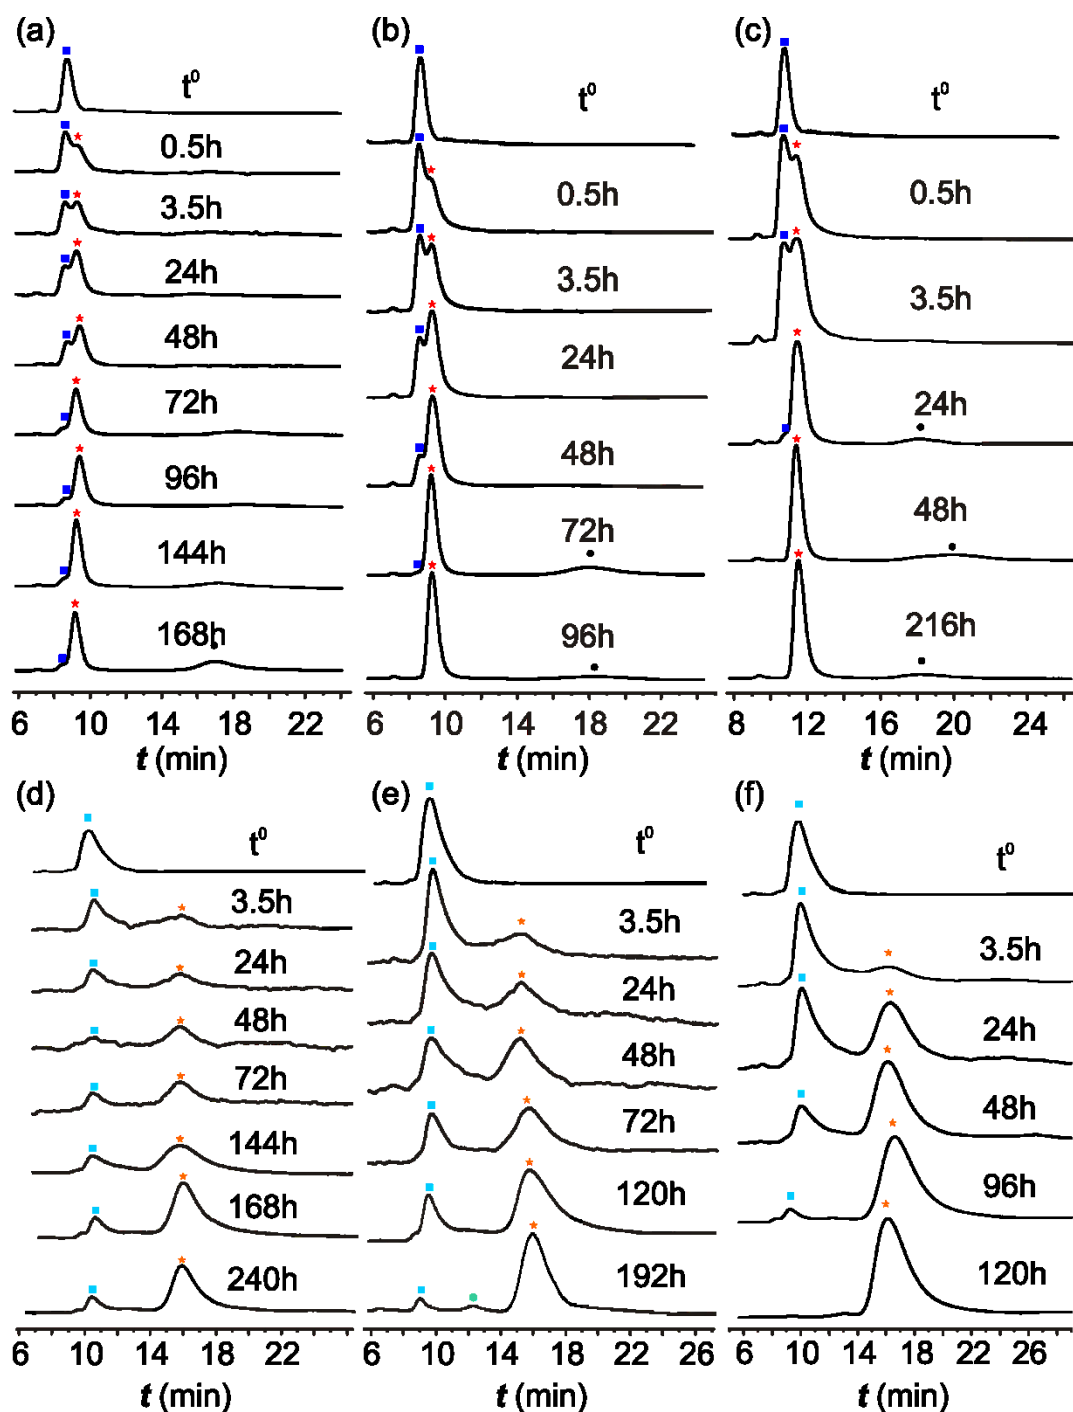 (a)
t⁰
0.5h
3.5h
24h
48h
72h
96h
144h
168h
6 10 14 18 22
t (min)
(b)
t⁰
0.5h
3.5h
24h
48h
72h
96h
6 10 14 18 22
t (min)
(c)
t⁰
0.5h
3.5h
24h
48h
216h
8 12 16 20 24
t (min)
(d)
t⁰
3.5h
24h
48h
72h
144h
168h
240h
6 10 14 18 22 26
t (min)
(e)
t⁰
3.5h
24h
48h
72h
120h
192h
6 10 14 18 22 26
t (min)
(f)
t⁰
3.5h
24h
48h
96h
120h
6 10 14 18 22 26
t (min)